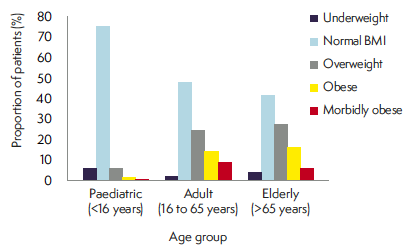 Proportion of patients (%)
80
70
60
50
40
30
20
10
0
Paediatric
(<16 years)
Adult
(16 to 65 years)
Elderly
(>65 years)
Age group
Underweight
Normal BMI
Overweight
Obese
Morbidly obese